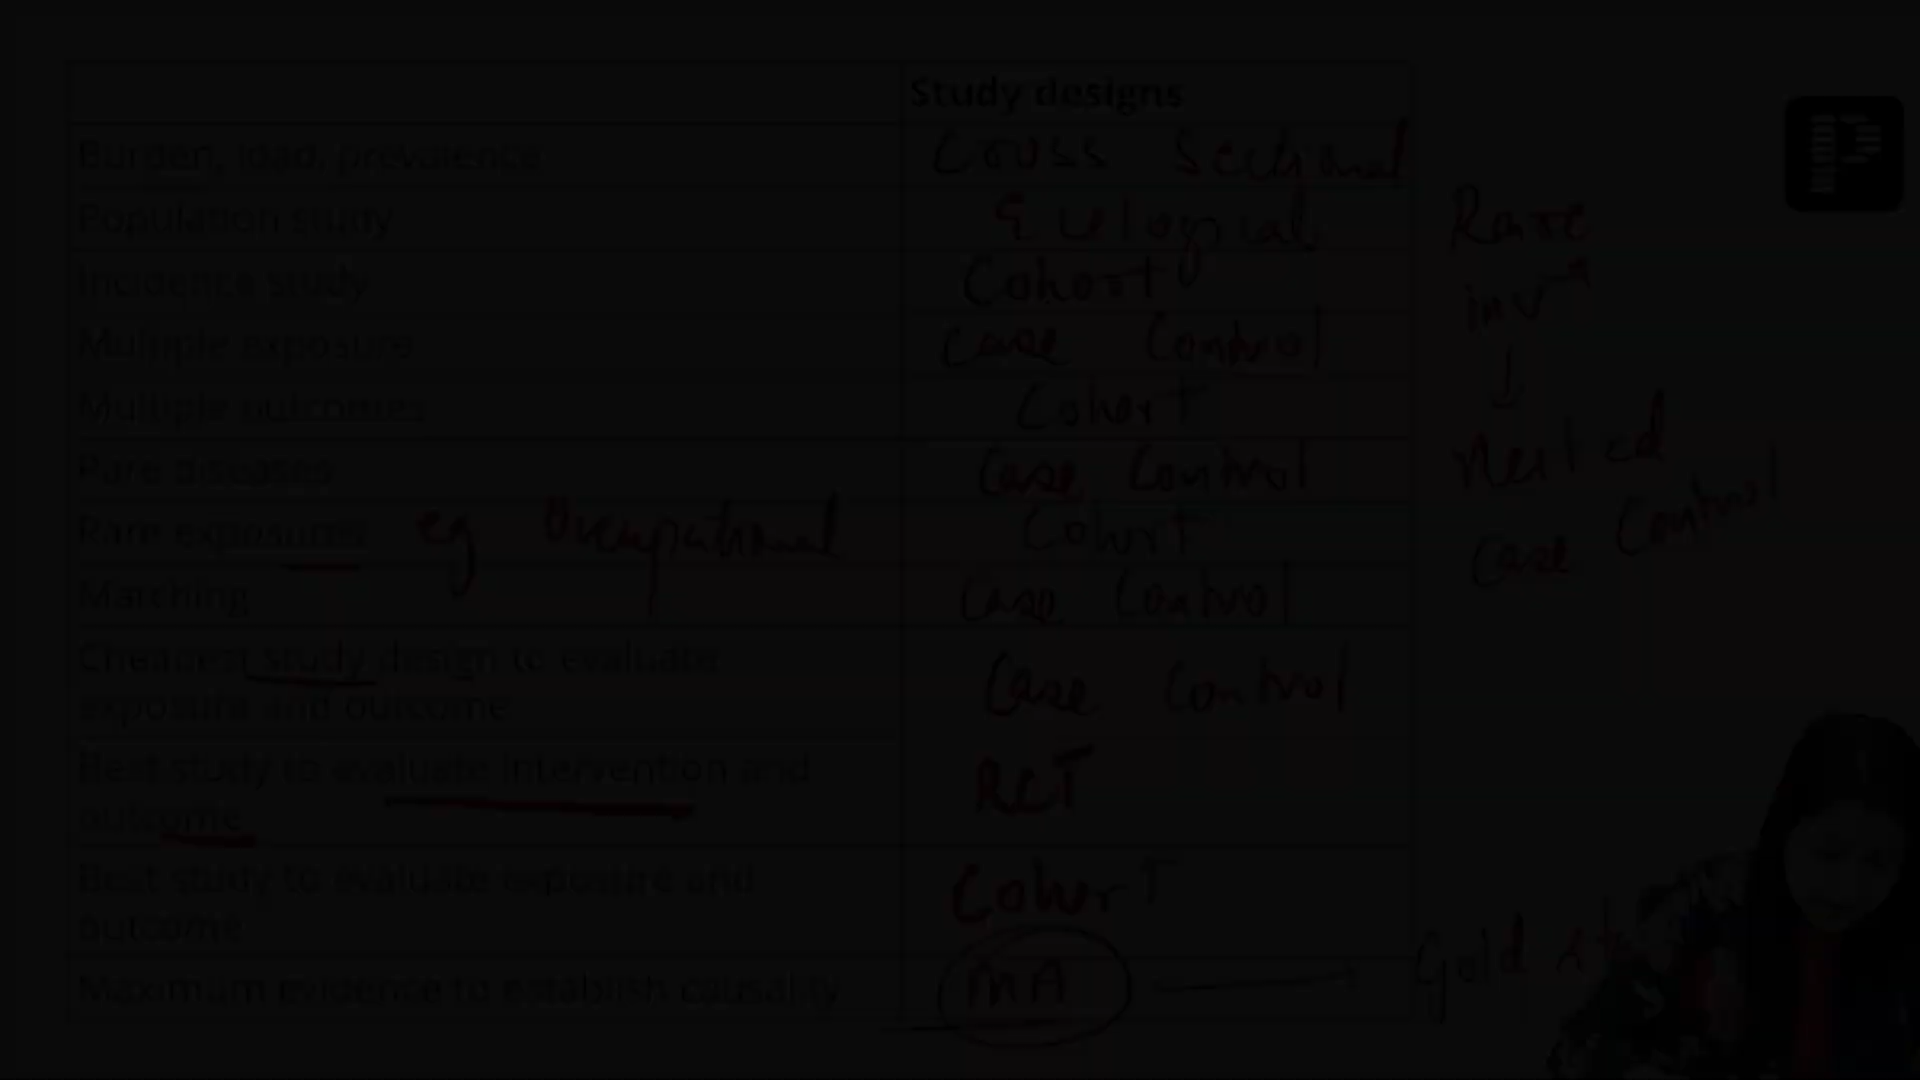 Study designs
Burden, load, prevalence Cross Sectional
Population study Ecological
Incidence study Cohort
Multiple exposure Case Control
Multiple outcomes Cohort
Rare diseases Case Control
Rare exposures eg Occupational Cohort
Matching Case Control
Cheapest study design to evaluate
exposure and outcome Case Control
Best study to evaluate intervention and
outcome RCT
Best study to evaluate exposure and
outcome Cohort
Maximum evidence to establish causality MA
Gold
Rare
inv
↓
Nested
Case Control
P